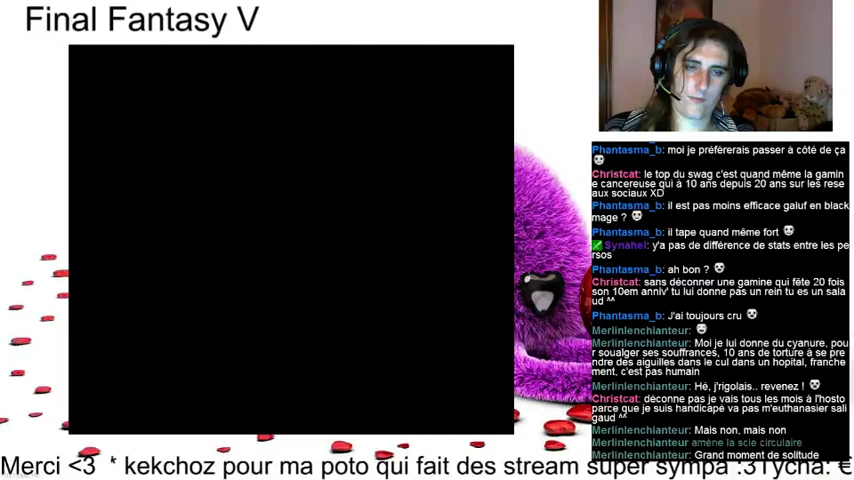 Final Fantasy V
Phantasma_b: moi je préfèrerais passer à côté de ça
Christcat: le top du swag c'est quand même la gamin
e cancereuse qui a 10 ans depuis 20 ans sur les rese
aux sociaux XD
Phantasma_b: il est pas moins efficace galuf en black
mage ?
Phantasma_b: il tape quand même fort
Synahel: y'a pas de différence de stats entre les pe
rsos
Phantasma_b: ah bon ?
Christcat: sans déconner une gamine qui fête 20 fois
son 10em anniv' tu lui donne pas un rein tu es un sala
ud ^^
Phantasma_b: J'ai toujours cru
Merlinlenchianteur:
Merlinlenchianteur: Moi je lui donne du cyanure, pou
r soualger ses souffrances, 10 ans de torture à se pre
ndre des aiguilles dans le cul dans un hopital, franche
ment, c'est pas humain
Merlinlenchianteur: Hé, j'rigolais.. revenez !
Christcat: déconne pas je vais tous les mois à l'hosto
parce que je suis handicapé va pas m'euthanasier sali
gaud ^^
Merlinlenchianteur: Mais non, mais non
Merlinlenchianteur amène la scie circulaire
Merlinlenchianteur: Grand moment de solitude
Merci <3 * kekchoz pour ma poto qui fait des stream super sympa :3Tycha: €